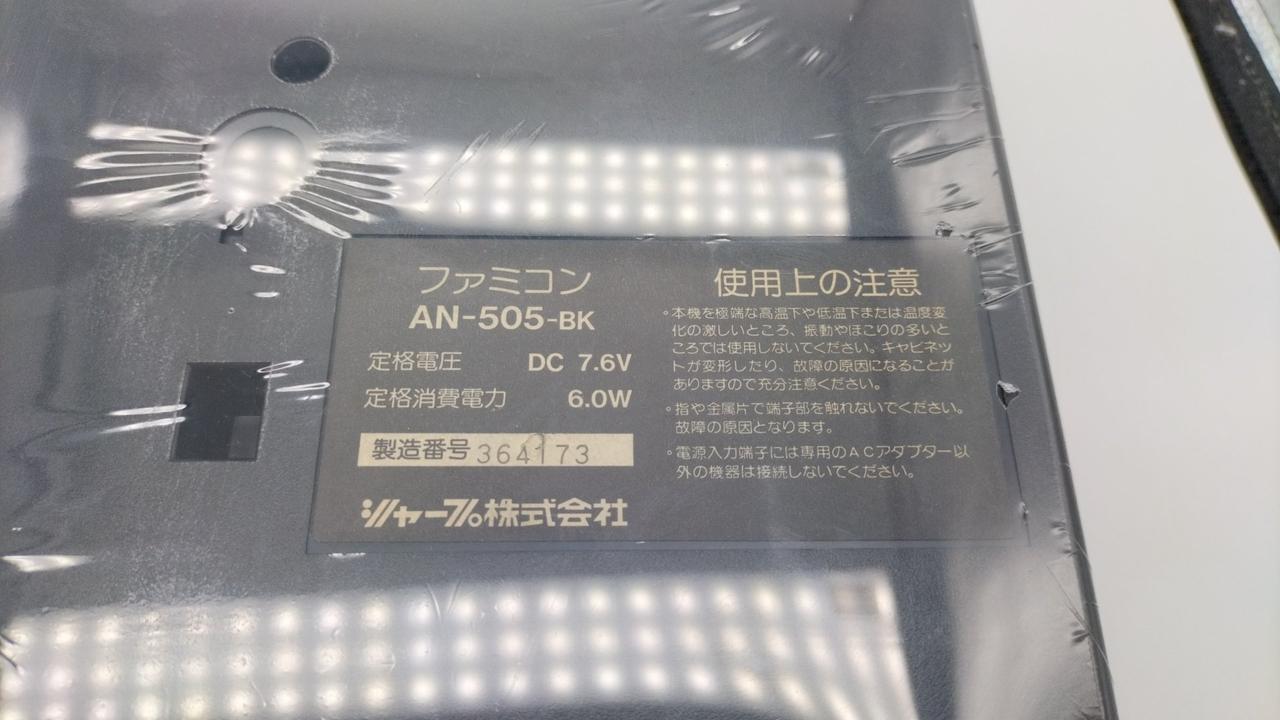 ファミコン
AN-505-BK
定格電圧 DC 7.6V
定格消費電力 6.0W
製造番号 364173
シャープ株式会社
使用上の注意
°本機を極端な高温下や低温下または温度変
化の激しいところ、振動やほこりの多いと
ころでは使用しないでください。キャビネッ
トが変形したり、故障の原因になることが
ありますので充分注意ください。
°指や金属片で端子部を触れないでください。
故障の原因となります。
°電源入力端子には専用のACアダプター以
外の機器は接続しないでください。